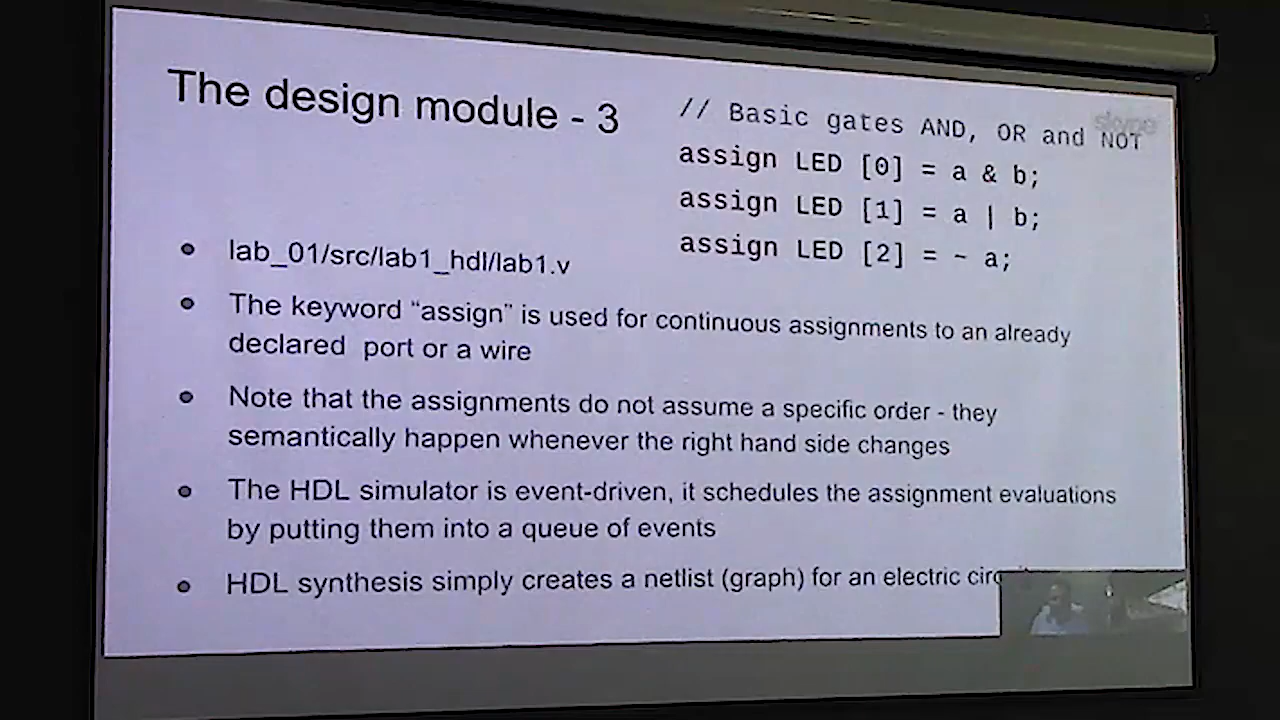 The design module - 3
// Basic gates AND, OR and NOT
assign LED [0] = a & b;
assign LED [1] = a | b;
assign LED [2] = ~ a;
skype
lab_01/src/lab1_hdl/lab1.v
The keyword “assign” is used for continuous assignments to an already
declared port or a wire
Note that the assignments do not assume a specific order - they
semantically happen whenever the right hand side changes
The HDL simulator is event-driven, it schedules the assignment evaluations
by putting them into a queue of events
HDL synthesis simply creates a netlist (graph) for an electric